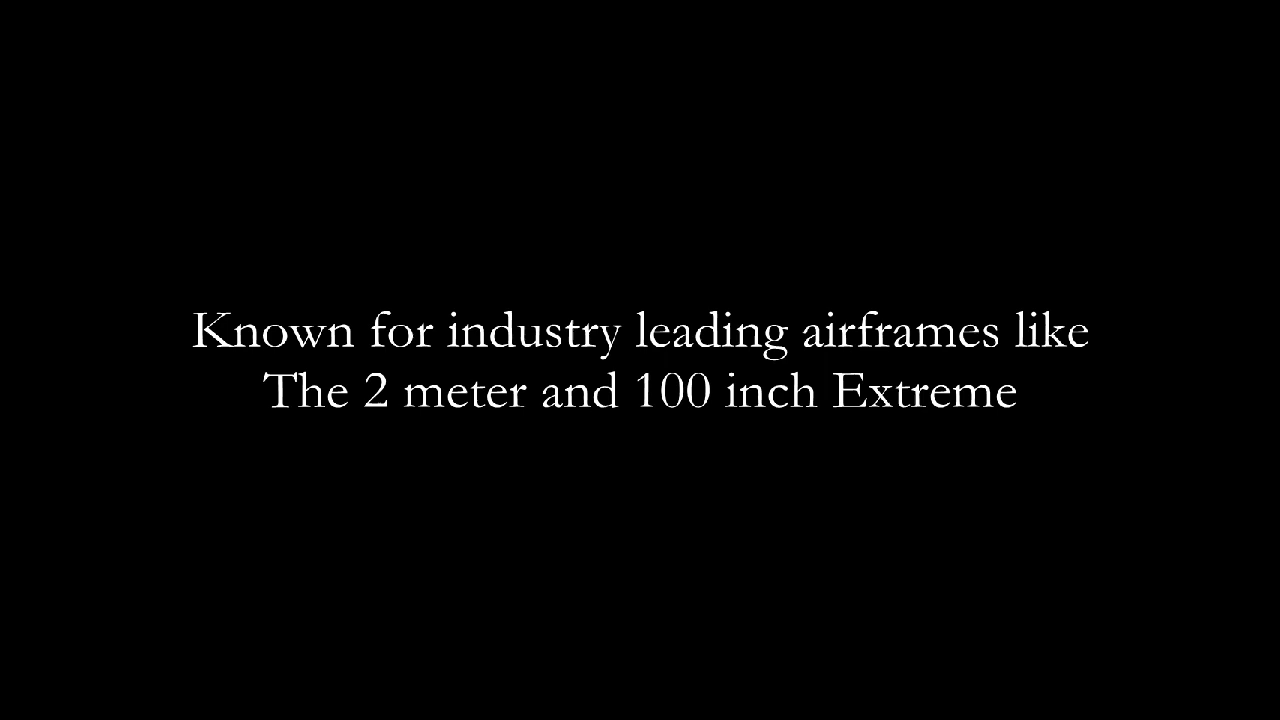 Known for industry leading airframes like
The 2 meter and 100 inch Extreme